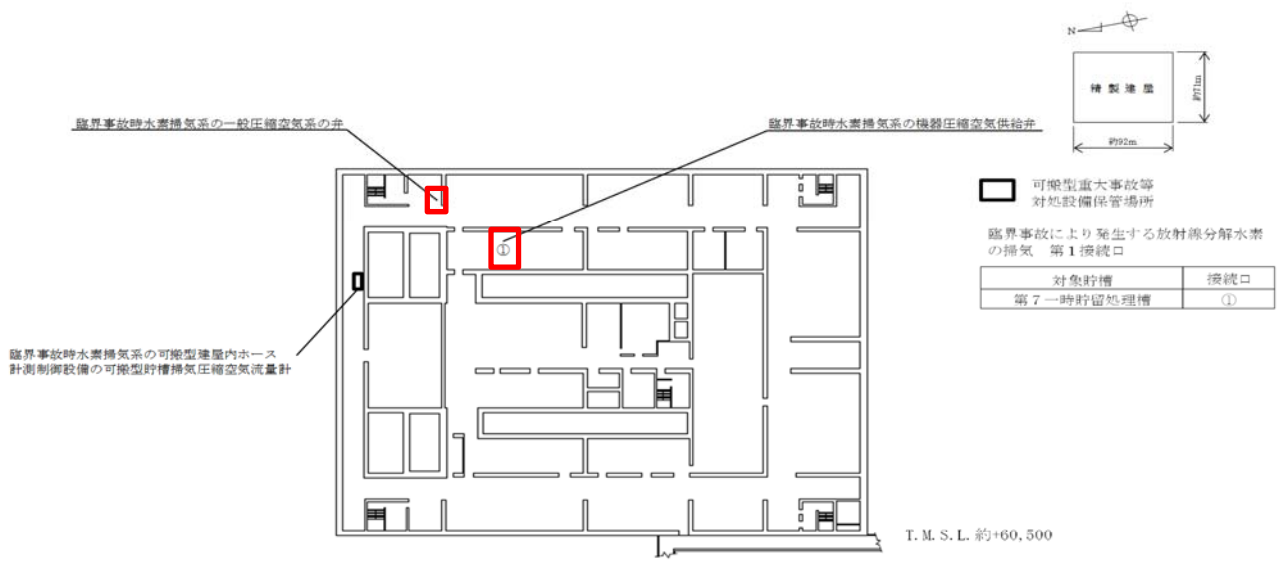 N
精製建屋
約71m
約92m
臨界事故時水素掃気系の一般圧縮空気系の弁
臨界事故時水素掃気系の機器圧縮空気供給弁
①
可搬型重大事故等
対処設備保管場所
臨界事故により発生する放射線分解水素
の掃気 第1接続口
対象貯槽 接続口
第7一時貯留処理槽 ①
臨界事故時水素掃気系の可搬型建屋内ホース
計測制御設備の可搬型貯槽掃気圧縮空気流量計
T.M.S.L.約+60,500